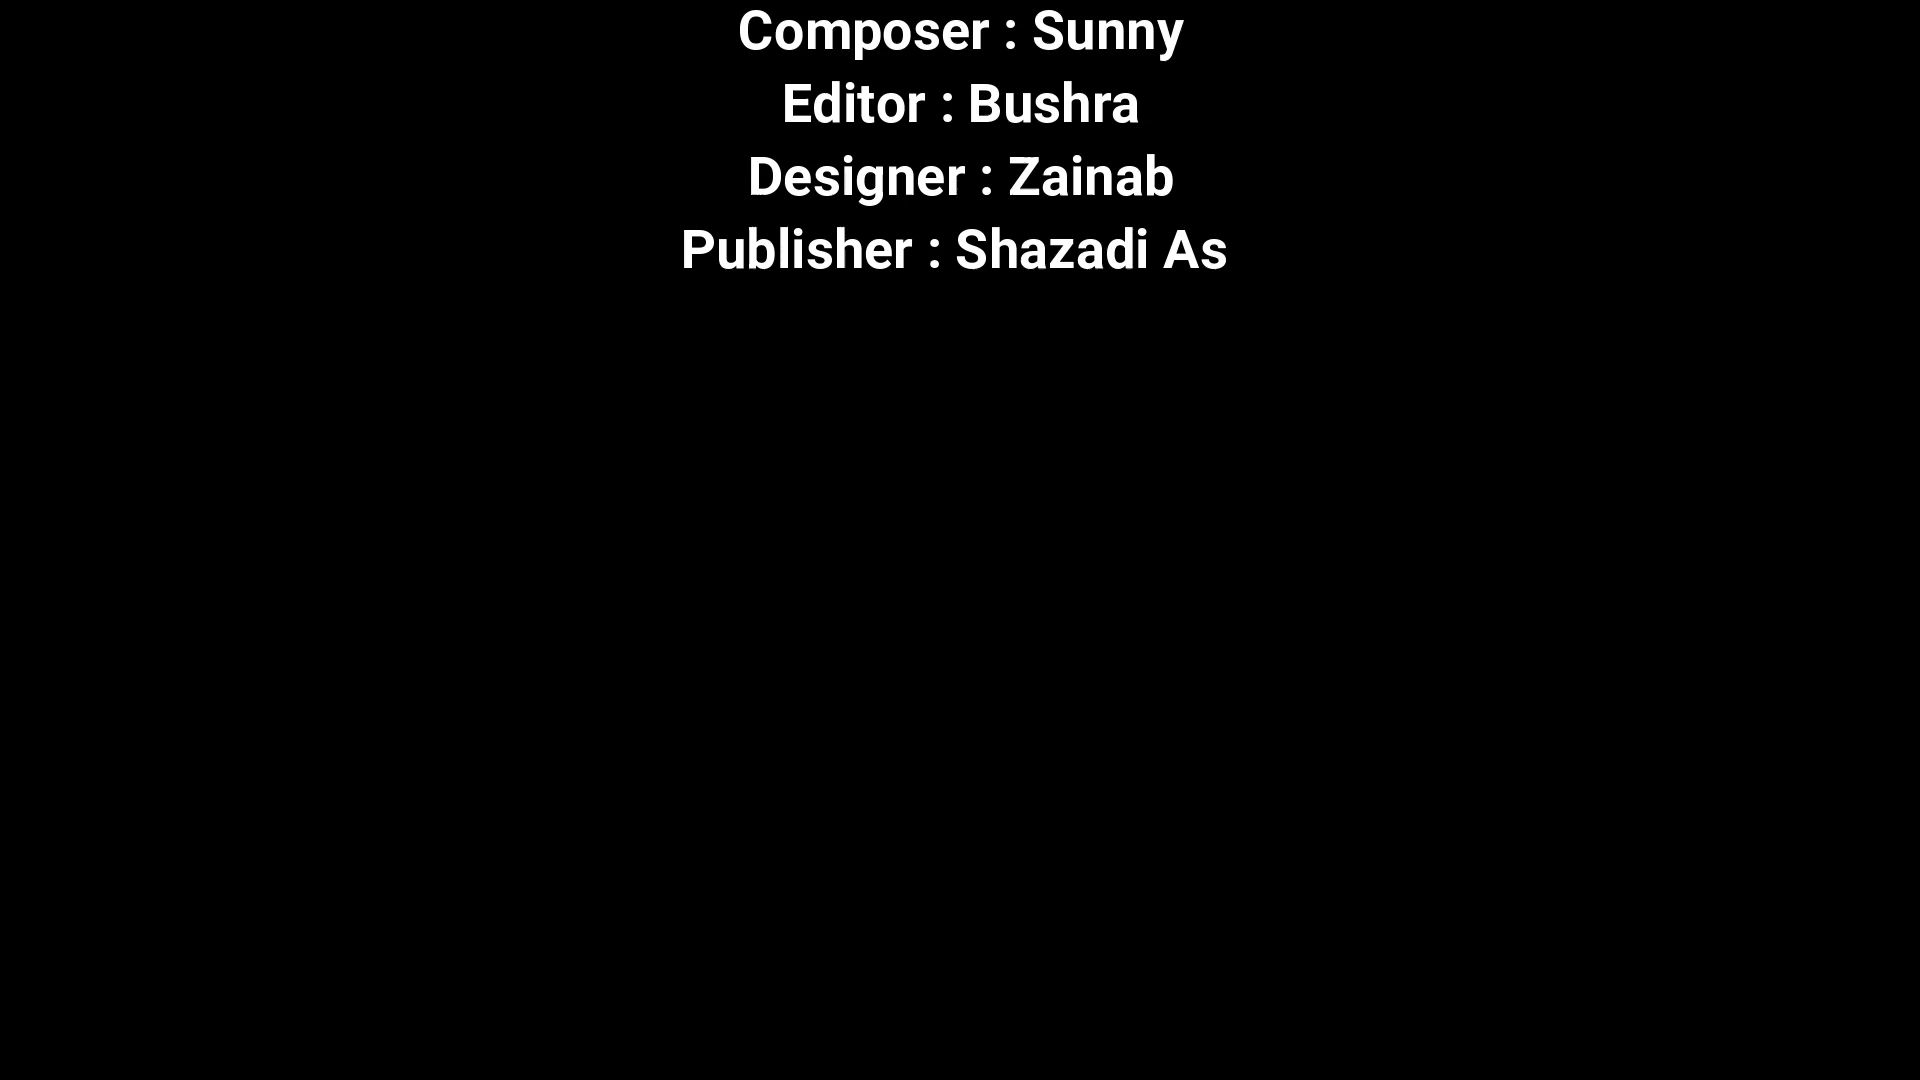 Composer : Sunny
Editor : Bushra
Designer : Zainab
Publisher : Shazadi As